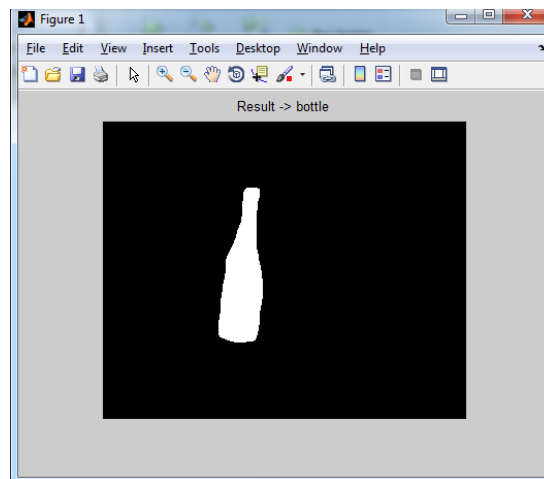 Figure 1
File Edit View Insert Tools Desktop Window Help
Result -> bottle